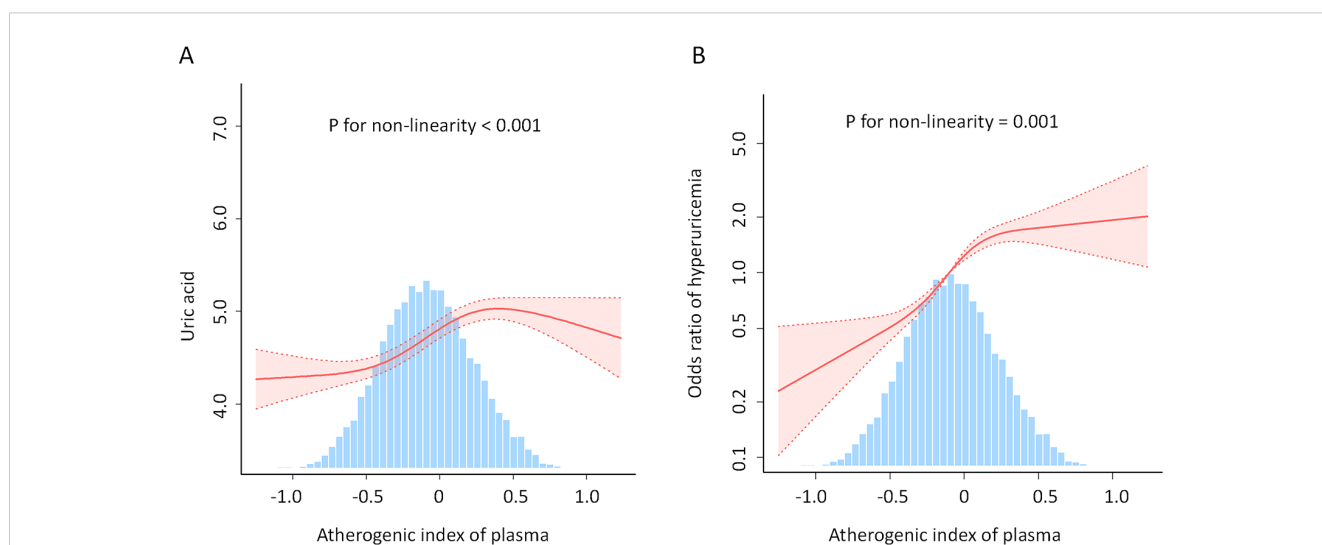 A
P for non-linearity < 0.001
Uric acid
7.0
6.0
5.0
4.0
-1.0 -0.5 0 0.5 1.0
Atherogenic index of plasma
B
P for non-linearity = 0.001
Odds ratio of hyperuricemia
5.0
2.0
1.0
0.5
0.2
0.1
-1.0 -0.5 0 0.5 1.0
Atherogenic index of plasma